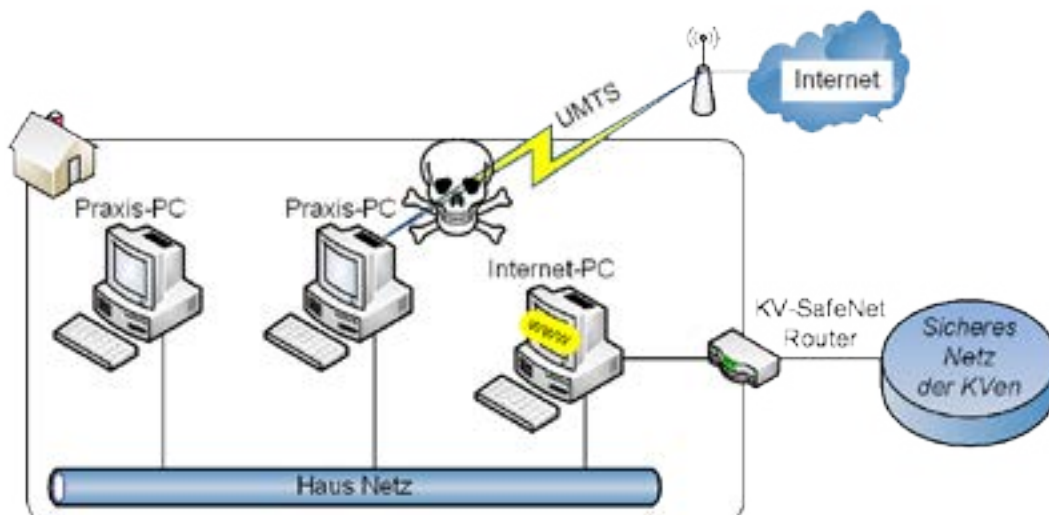 Internet
UMTS
Praxis-PC
Praxis-PC
Internet-PC
www
KV-SafeNet
Router
Sicheres
Netz
der KVen
Haus Netz